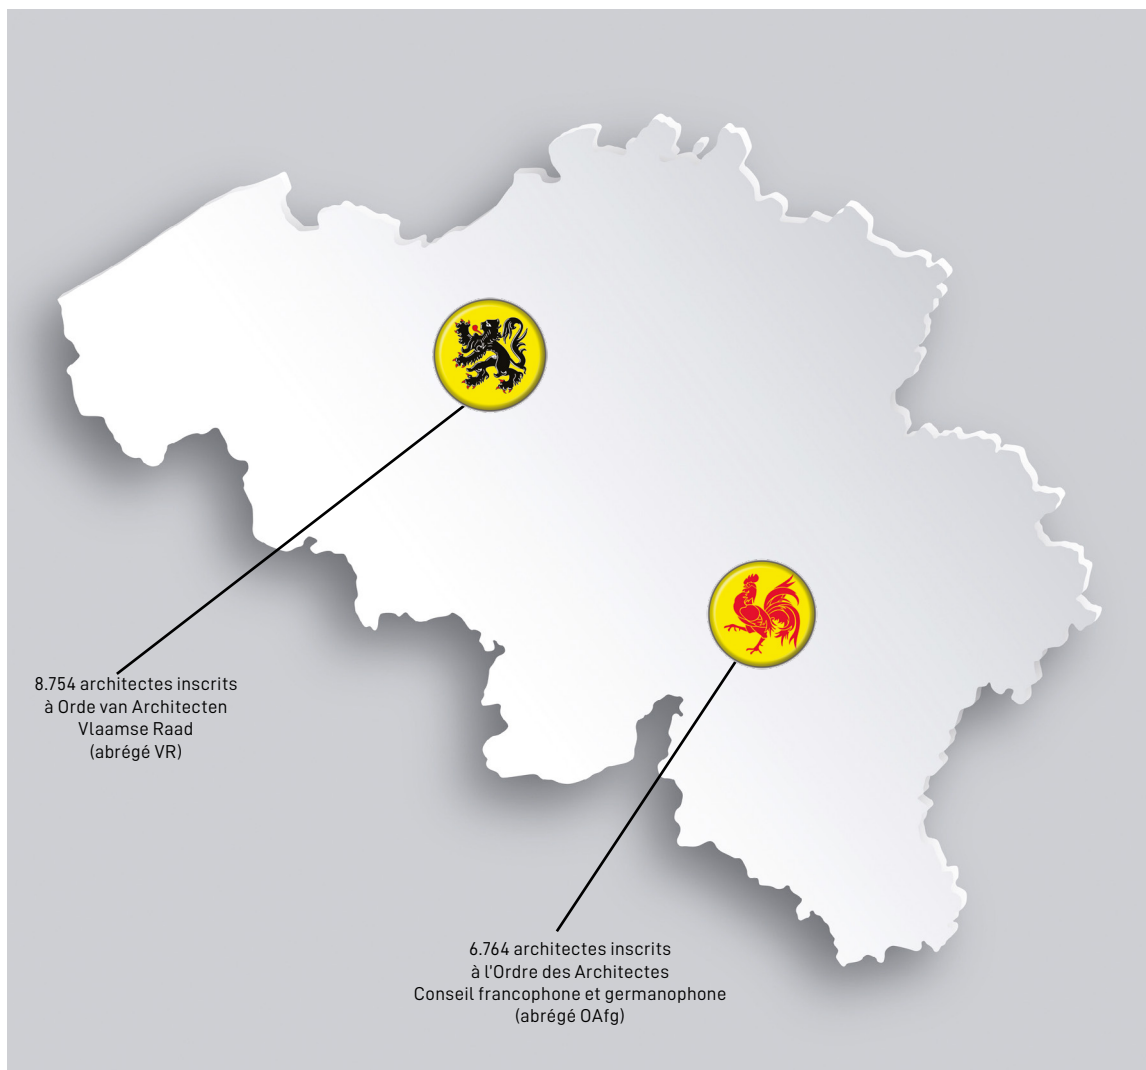 8.754 architectes inscrits
à Orde van Architecten
Vlaamse Raad
(abrégé VR)
6.764 architectes inscrits
à l'Ordre des Architectes
Conseil francophone et germanophone
(abrégé OAfg)